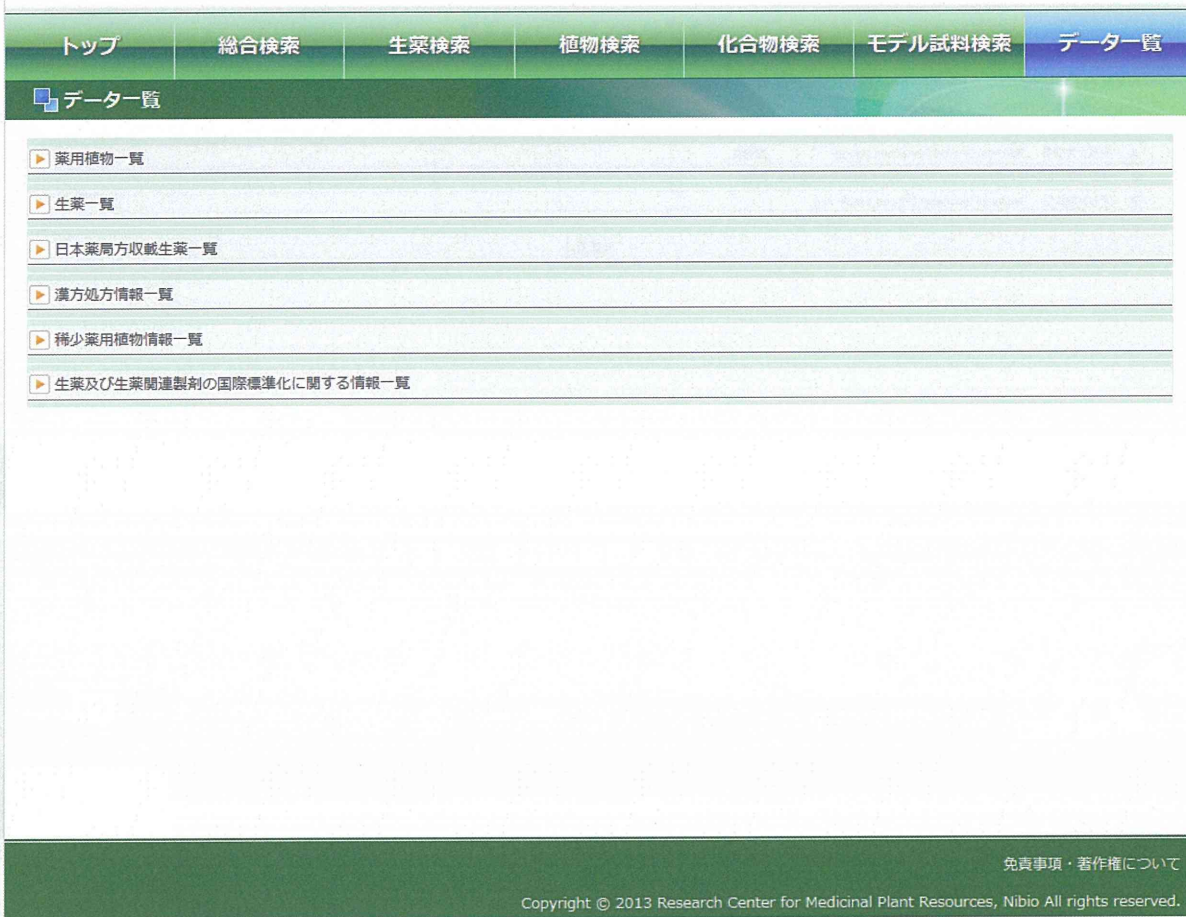 トップ 総合検索 生薬検索 植物検索 化合物検索 モデル試料検索 データ一覧
データ一覧
薬用植物一覧
生薬一覧
日本薬局方収載生薬一覧
漢方処方情報一覧
稀少薬用植物情報一覧
生薬及び生薬関連製剤の国際標準化に関する情報一覧
免責事項・著作権について
Copyright © 2013 Research Center for Medicinal Plant Resources, Nibio All rights reserved.